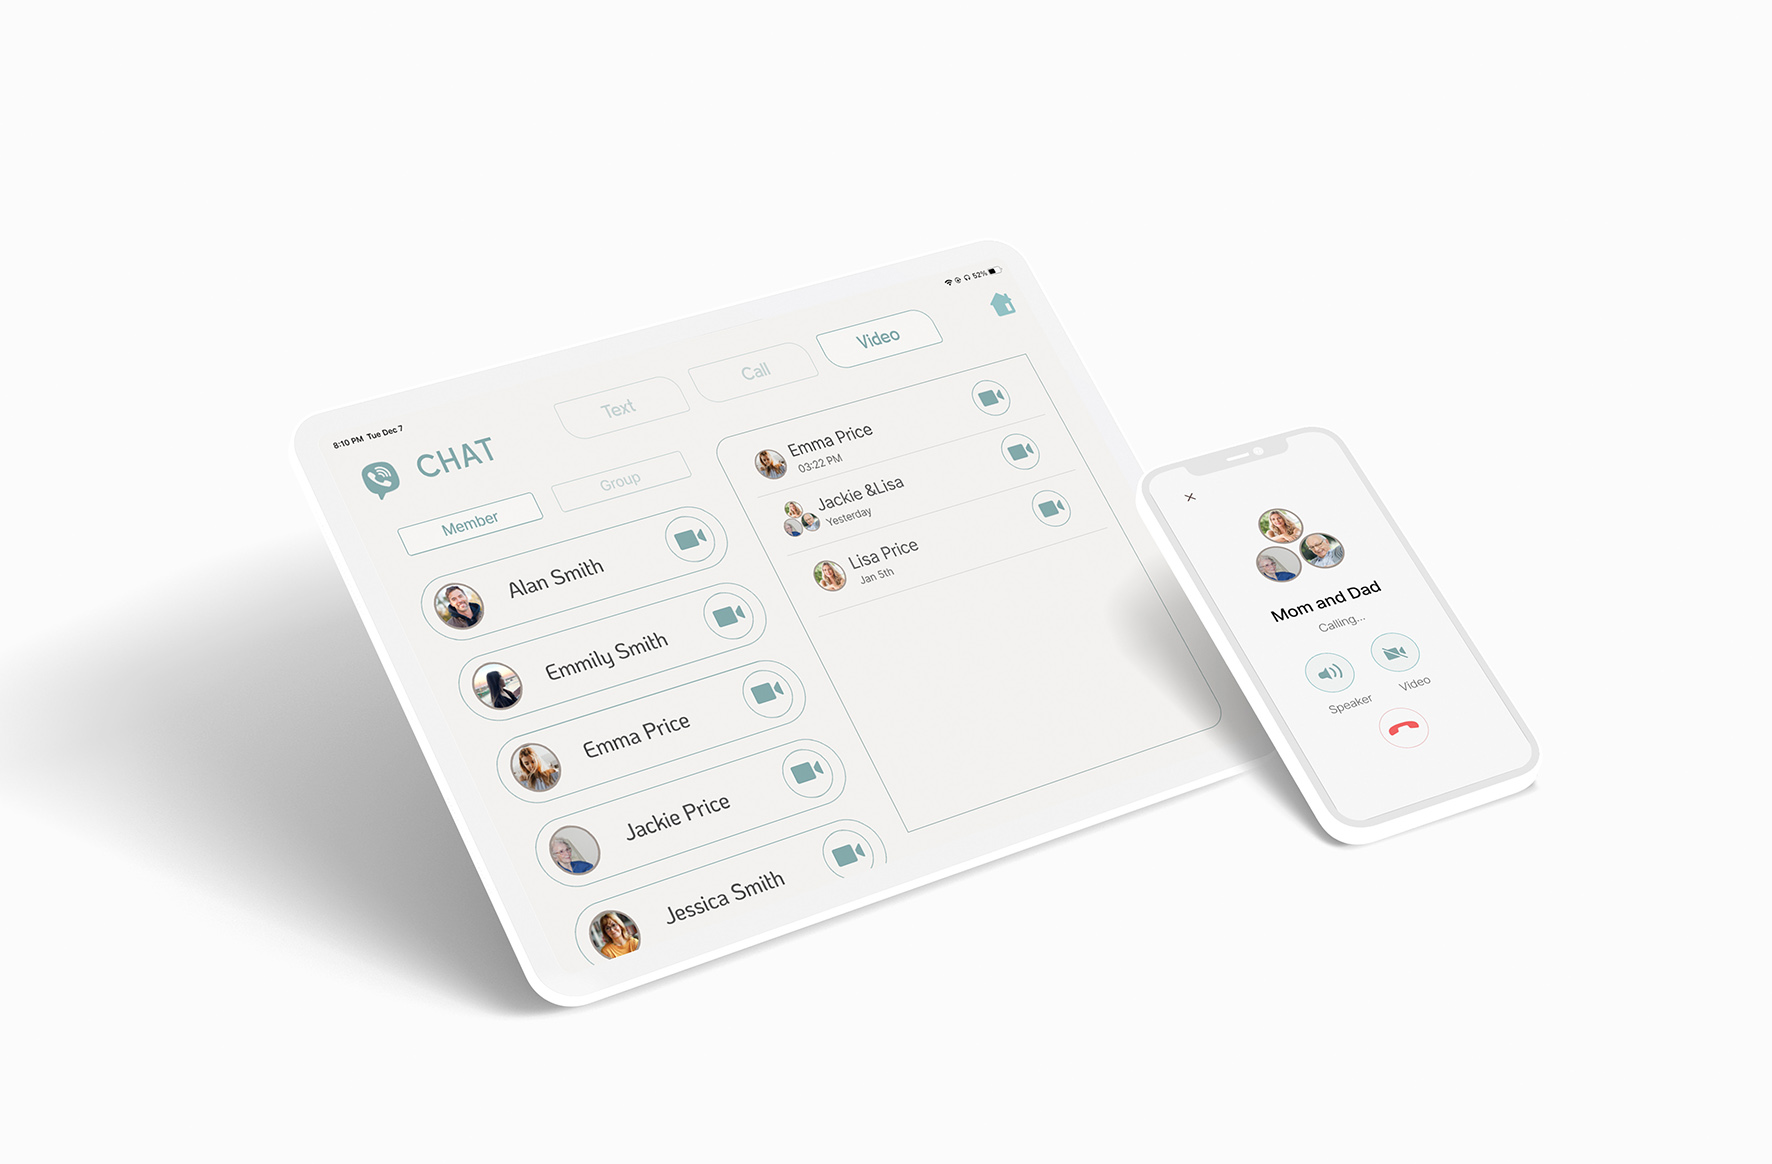 8:10 PM Tue Dec 7
52%
CHAT
Text
Call
Video
Member
Group
Alan Smith
Emmily Smith
Emma Price
Jackie Price
Jessica Smith
Emma Price
03:22 PM
Jackie &Lisa
Yesterday
Lisa Price
Jan 5th
Mom and Dad
Calling...
Speaker
Video